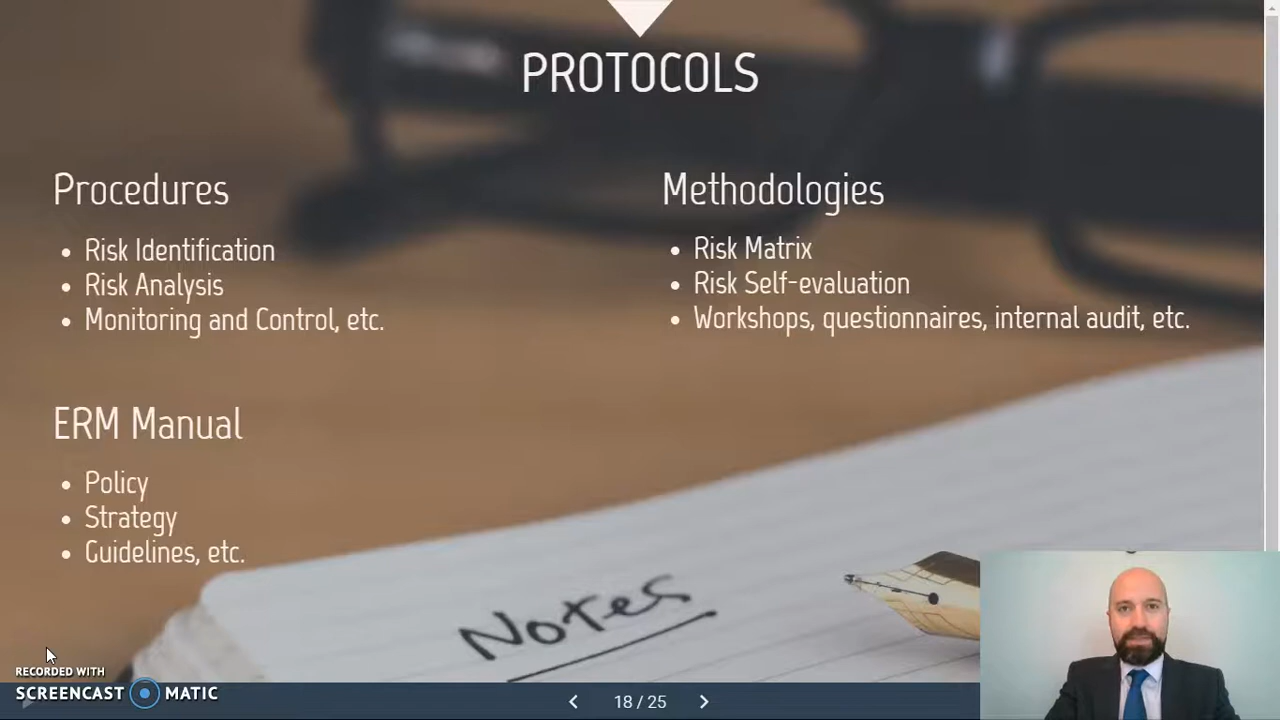 PROTOCOLS
Procedures
• Risk Identification
• Risk Analysis
• Monitoring and Control, etc.
Methodologies
• Risk Matrix
• Risk Self-evaluation
• Workshops, questionnaires, internal audit, etc.
ERM Manual
• Policy
• Strategy
• Guidelines, etc.
Notes
RECORDED WITH
SCREENCAST MATIC
18 / 25